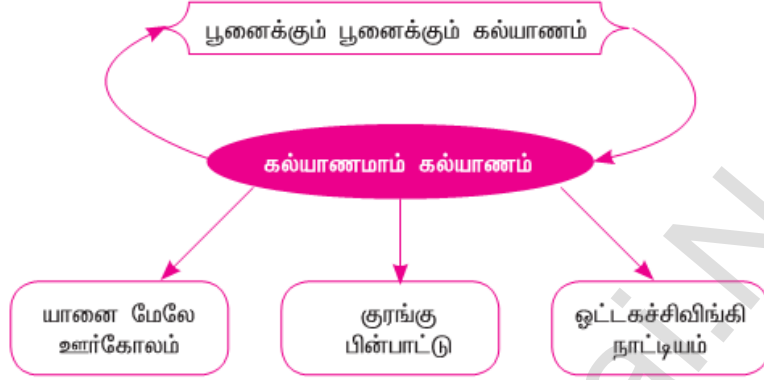 பூனைக்கும் பூனைக்கும் கல்யாணம்
கல்யாணமாம் கல்யாணம்
யானை மேலே
ஊர்கோலம்
குரங்கு
பின்பாட்டு
ஒட்டகச்சிவிங்கி
நாட்டியம்